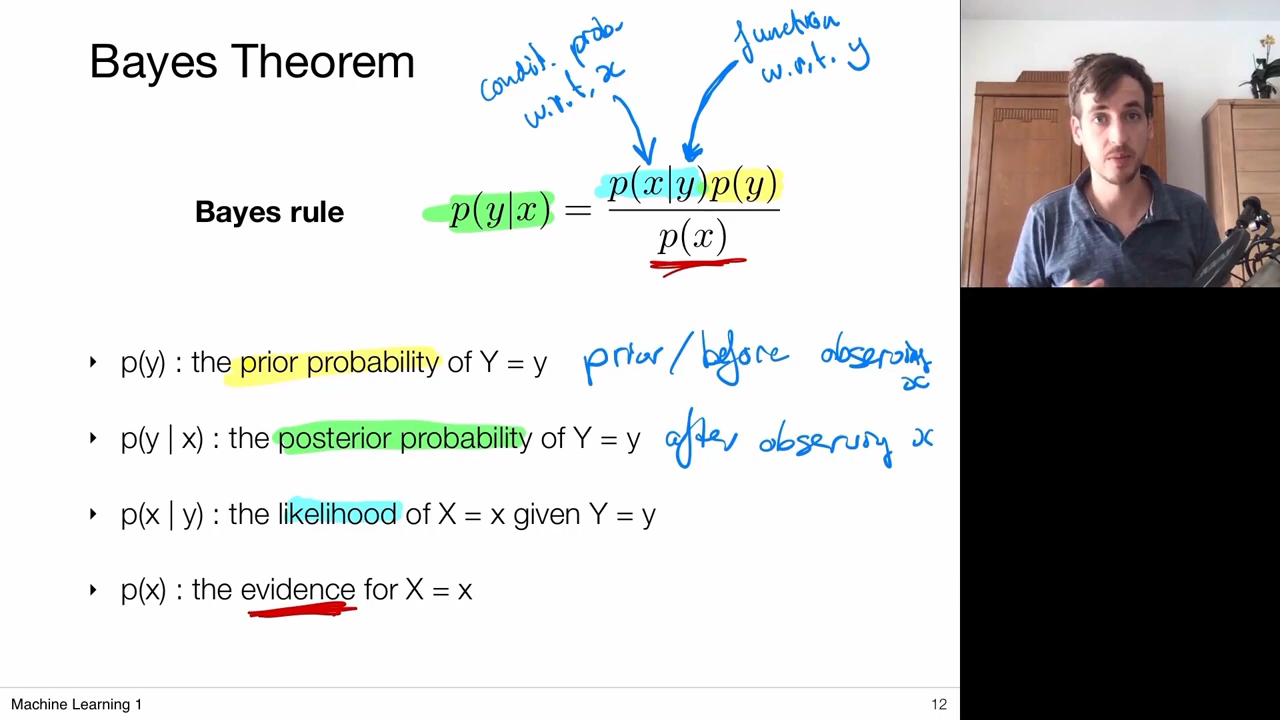 Bayes Theorem
condit. prob.
w.r.t. x
function
w.r.t. y
Bayes rule p(y|x) = p(x|y)p(y) / p(x)
‣ p(y) : the prior probability of Y = y prior/before observing x
‣ p(y | x) : the posterior probability of Y = y after observing x
‣ p(x | y) : the likelihood of X = x given Y = y
‣ p(x) : the evidence for X = x
Machine Learning 1 12